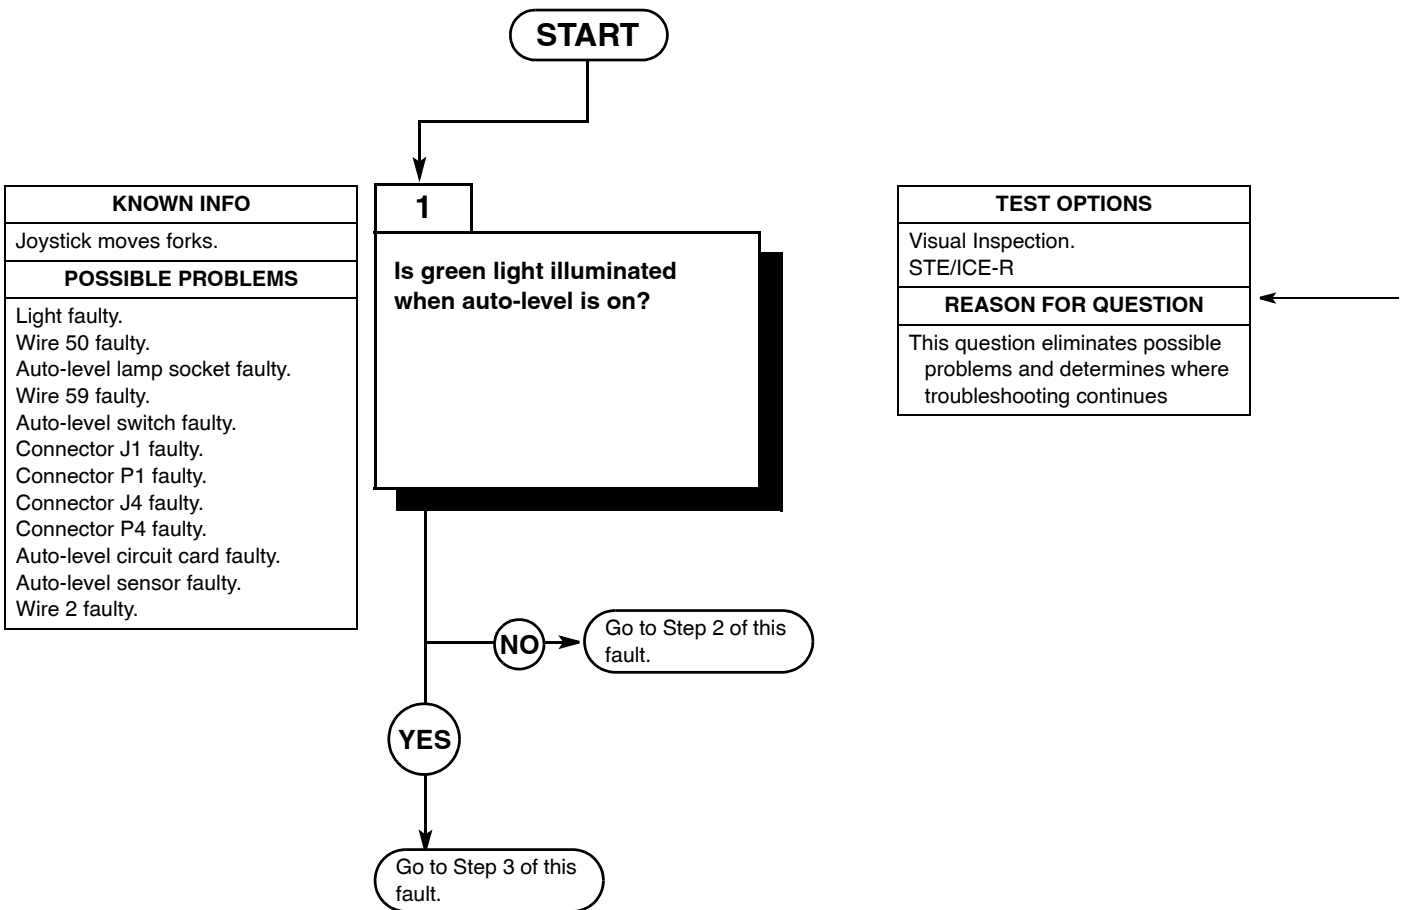 START
KNOWN INFO
Joystick moves forks.
POSSIBLE PROBLEMS
Light faulty.
Wire 50 faulty.
Auto-level lamp socket faulty.
Wire 59 faulty.
Auto-level switch faulty.
Connector J1 faulty.
Connector P1 faulty.
Connector J4 faulty.
Connector P4 faulty.
Auto-level circuit card faulty.
Auto-level sensor faulty.
Wire 2 faulty.
1
Is green light illuminated
when auto-level is on?
TEST OPTIONS
Visual Inspection.
STE/ICE-R
REASON FOR QUESTION
This question eliminates possible
problems and determines where
troubleshooting continues
NO
Go to Step 2 of this
fault.
YES
Go to Step 3 of this
fault.